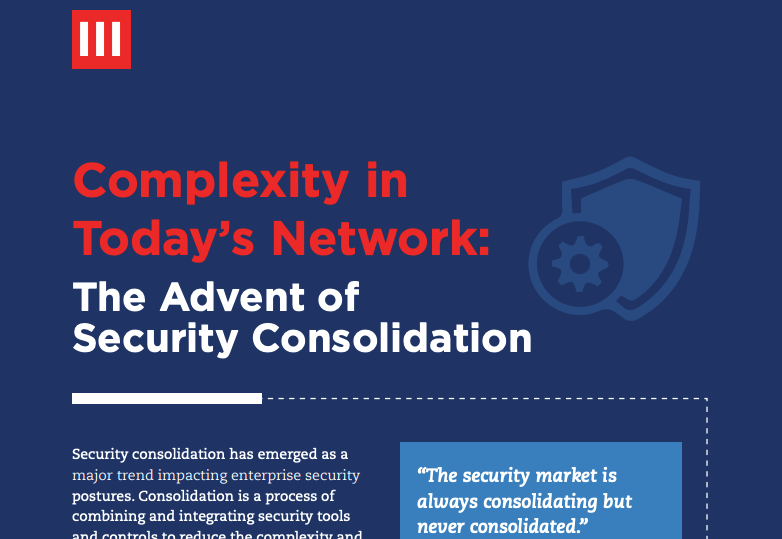 Complexity in
Today’s Network:
The Advent of
Security Consolidation
Security consolidation has emerged as a
major trend impacting enterprise security
postures. Consolidation is a process of
combining and integrating security tools
and controls to reduce the complexity and
“The security market is
always consolidating but
never consolidated.”